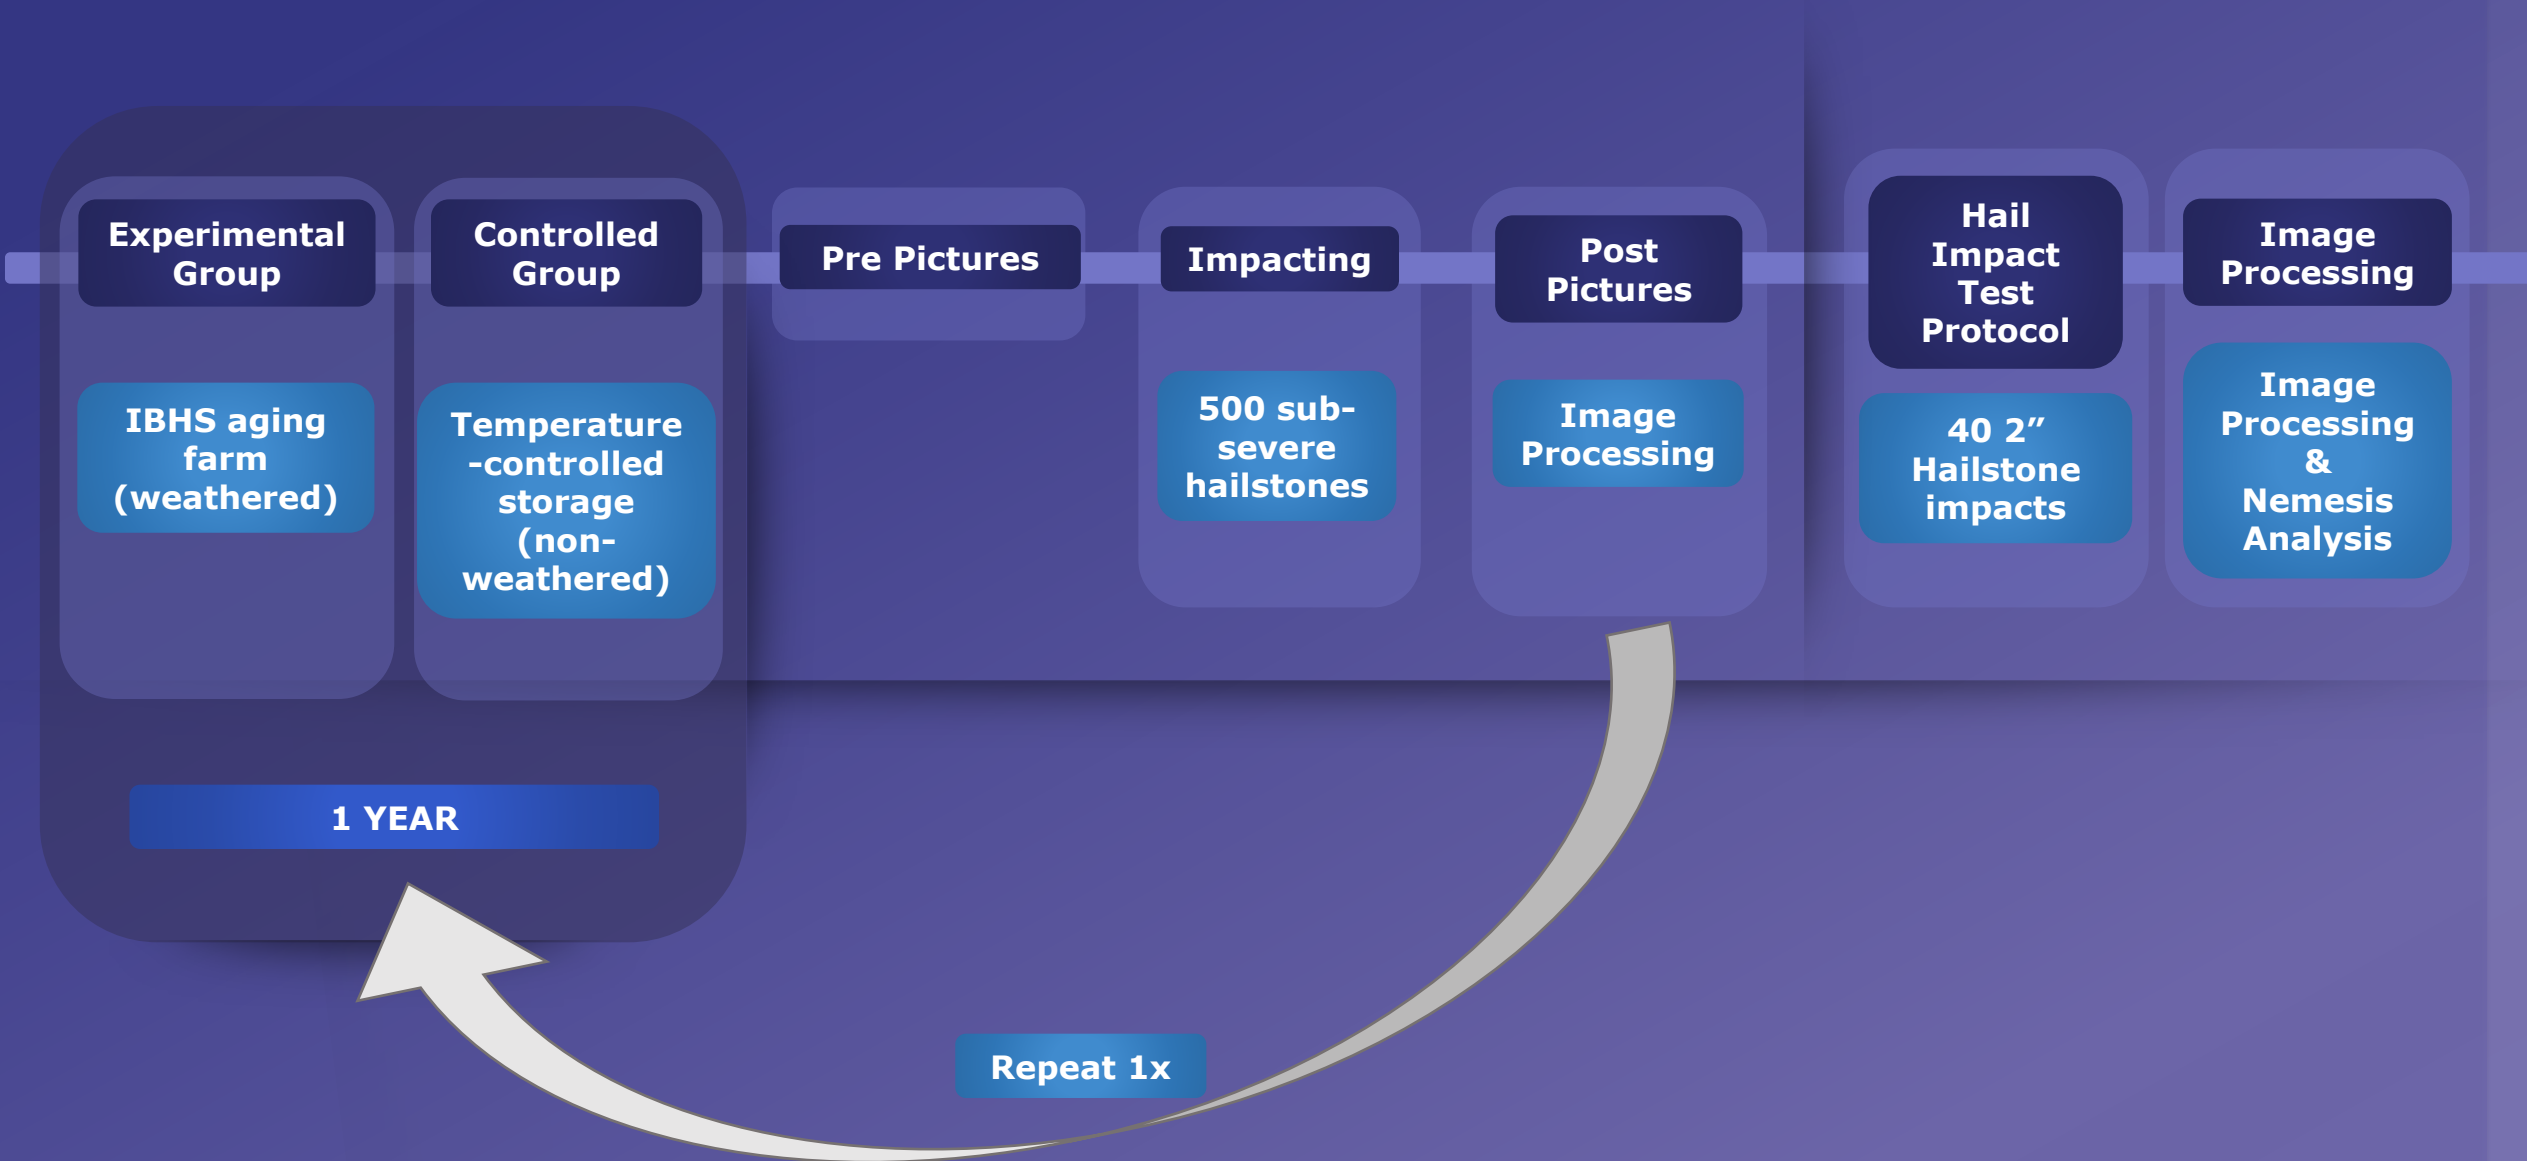 Experimental
Group
IBHS aging
farm
(weathered)
Controlled
Group
Temperature
-controlled
storage
(non-
weathered)
1 YEAR
Pre Pictures
Impacting
500 sub-
severe
hailstones
Post
Pictures
Image
Processing
Repeat 1x
Hail
Impact
Test
Protocol
40 2”
Hailstone
impacts
Image
Processing
Image
Processing
&
Nemesis
Analysis